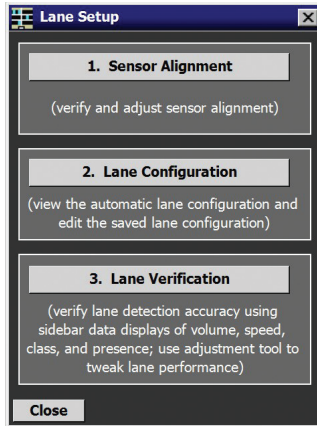 Lane Setup
1. Sensor Alignment
(verify and adjust sensor alignment)
2. Lane Configuration
(view the automatic lane configuration and
edit the saved lane configuration)
3. Lane Verification
(verify lane detection accuracy using
sidebar data displays of volume, speed,
class, and presence; use adjustment tool to
tweak lane performance)
Close